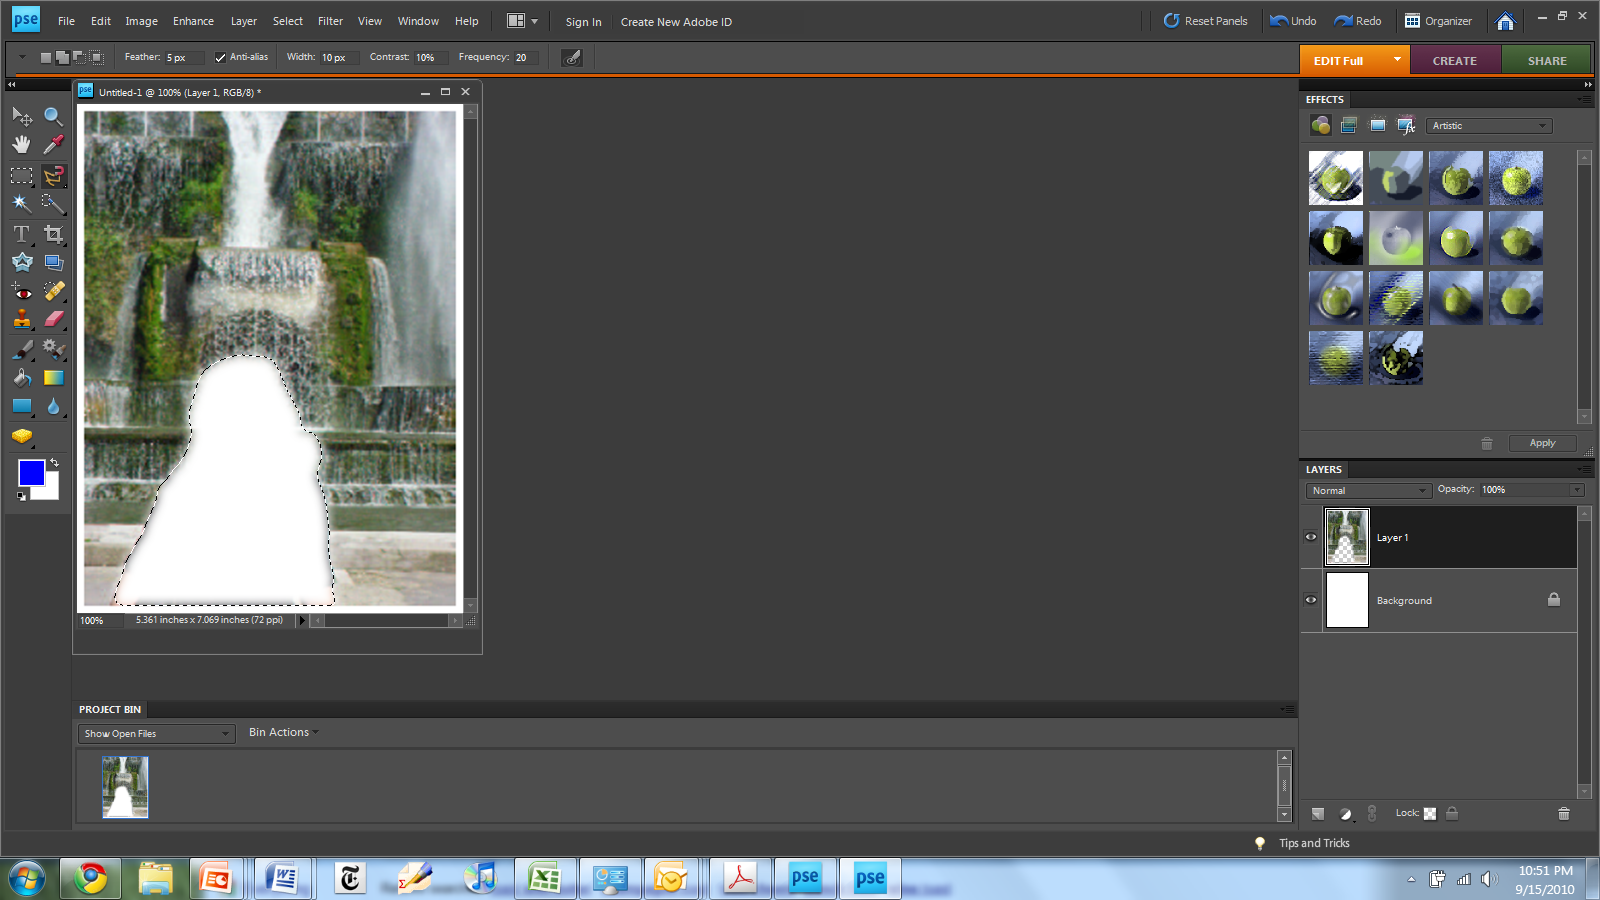 pse File Edit Image Enhance Layer Select Filter View Window Help Sign In Create New Adobe ID Reset Panels Undo Redo Organizer
Feather: 5 px Anti-alias Width: 10 px Contrast: 10% Frequency: 20 EDIT Full CREATE SHARE
pse Untitled-1 @ 100% (Layer 1, RGB/8) *
EFFECTS
Artistic
T
Apply
LAYERS
Normal Opacity: 100%
Layer 1
Background
100% 5.361 inches x 7.069 inches (72 ppi)
PROJECT BIN
Show Open Files Bin Actions
Lock:
Tips and Tricks
pse pse
10:51 PM
9/15/2010